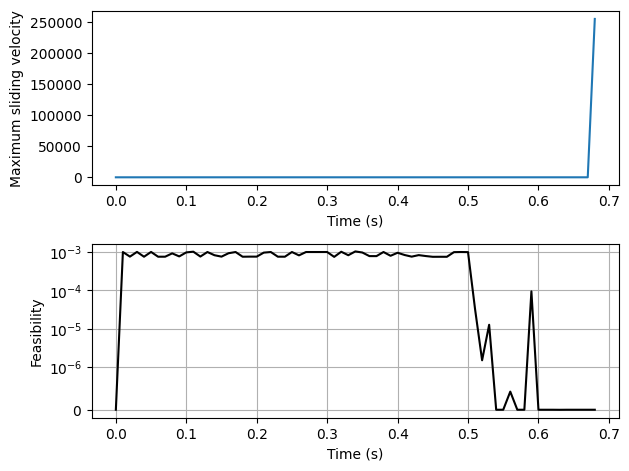 Maximum sliding velocity
250000
200000
150000
100000
50000
0
0.0 0.1 0.2 0.3 0.4 0.5 0.6 0.7
Time (s)
Feasibility
10⁻³
10⁻⁴
10⁻⁵
10⁻⁶
0
0.0 0.1 0.2 0.3 0.4 0.5 0.6 0.7
Time (s)